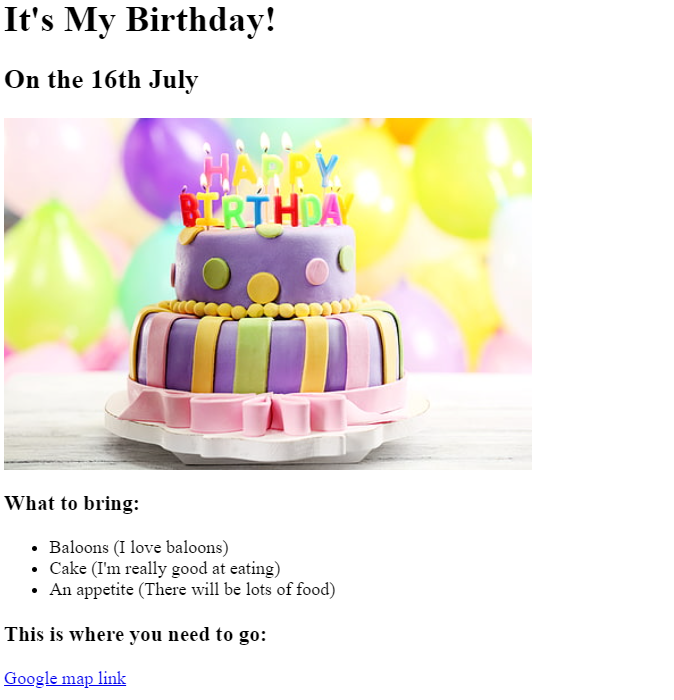 It's My Birthday!
On the 16th July
HAPPY
BIRTHDAY
What to bring:
Baloons (I love baloons)
Cake (I'm really good at eating)
An appetite (There will be lots of food)
This is where you need to go:
Google map link